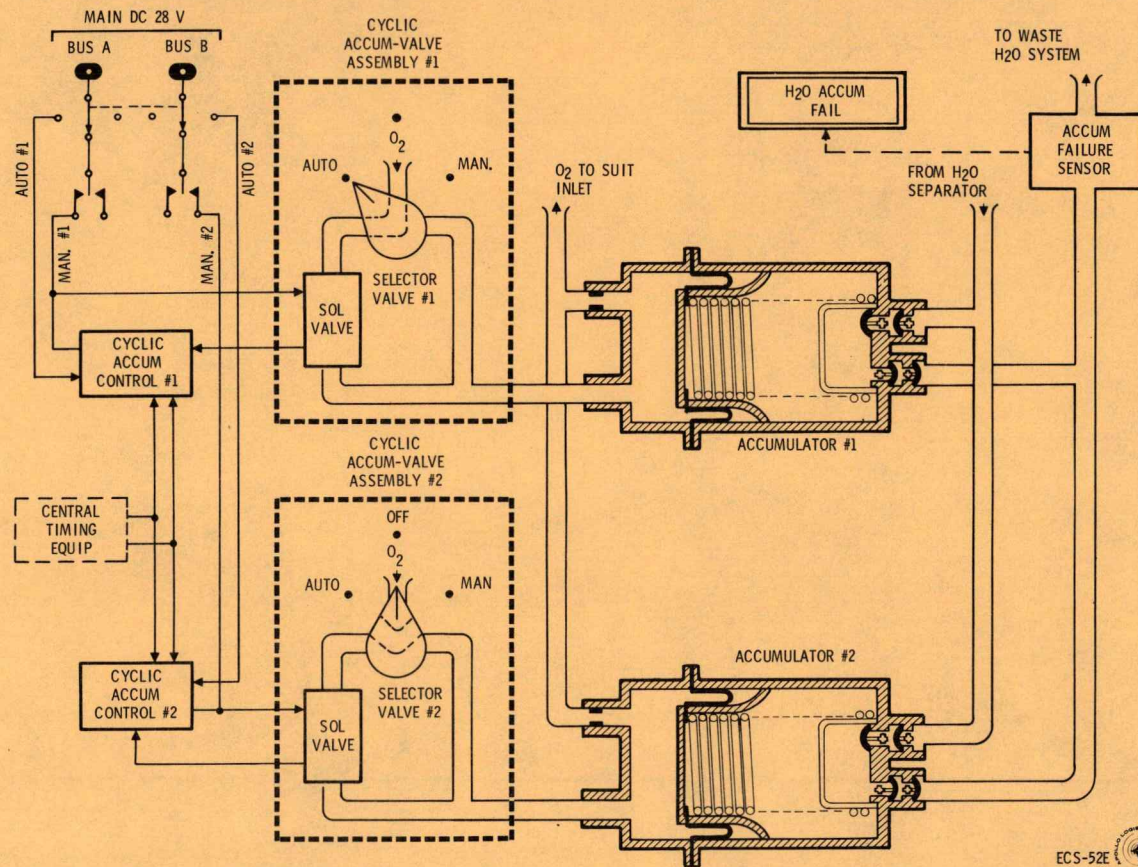 MAIN DC 28 V
BUS A
BUS B
AUTO #1
MAN. #1
MAN. #2
AUTO #2
CYCLIC
ACCUM-VALVE
ASSEMBLY #1
O2
AUTO
MAN.
SELECTOR
VALVE #1
SOL
VALVE
CYCLIC
ACCUM
CONTROL #1
O2 TO SUIT
INLET
H2O ACCUM
FAIL
TO WASTE
H2O SYSTEM
ACCUM
FAILURE
SENSOR
FROM H2O
SEPARATOR
ACCUMULATOR #1
CENTRAL
TIMING
EQUIP
CYCLIC
ACCUM-VALVE
ASSEMBLY #2
OFF
O2
AUTO
MAN
SELECTOR
VALVE #2
SOL
VALVE
CYCLIC
ACCUM
CONTROL #2
ACCUMULATOR #2
ECS-52E